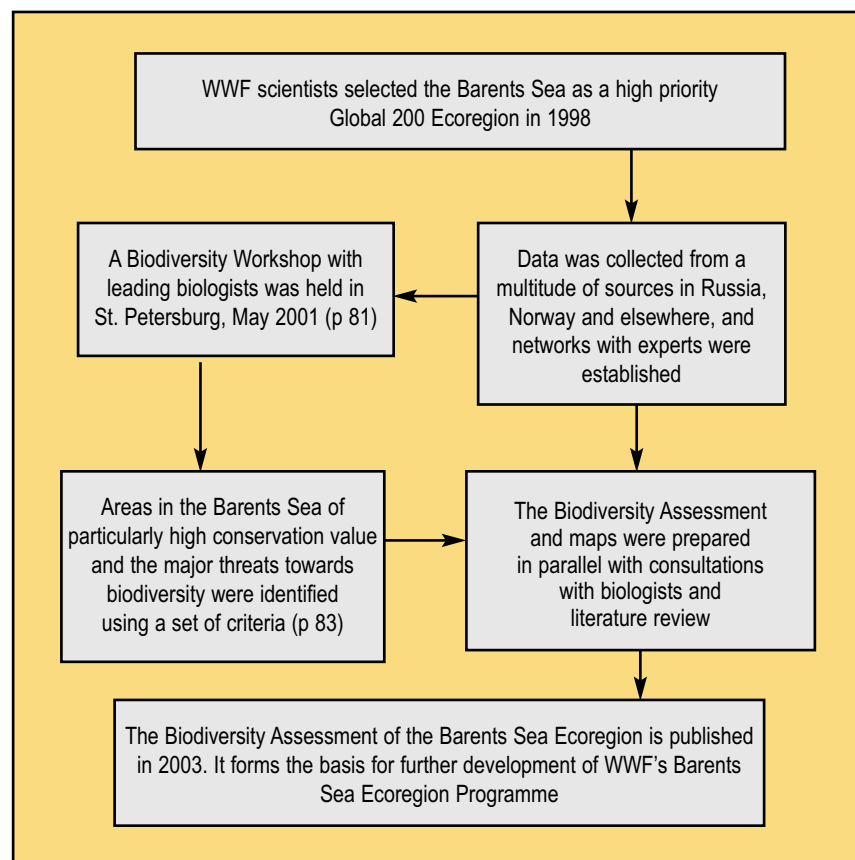 WWF scientists selected the Barents Sea as a high priority
Global 200 Ecoregion in 1998
A Biodiversity Workshop with
leading biologists was held in
St. Petersburg, May 2001 (p 81)
Data was collected from a
multitude of sources in Russia,
Norway and elsewhere, and
networks with experts were
established
Areas in the Barents Sea of
particularly high conservation value
and the major threats towards
biodiversity were identified
using a set of criteria (p 83)
The Biodiversity Assessment
and maps were prepared
in parallel with consultations
with biologists and
literature review
The Biodiversity Assessment of the Barents Sea Ecoregion is published
in 2003. It forms the basis for further development of WWF's Barents
Sea Ecoregion Programme